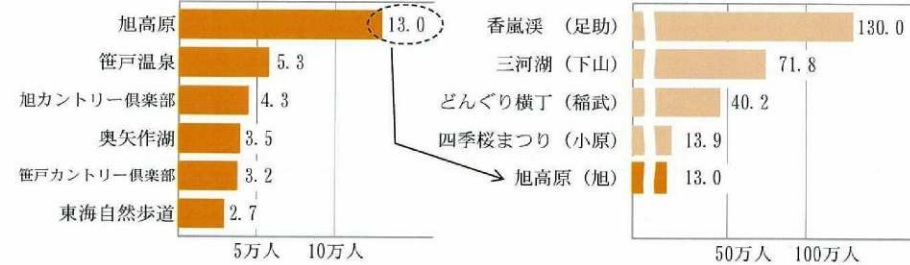 旭高原 13.0
笹戸温泉 5.3
旭カントリー倶楽部 4.3
奥矢作湖 3.5
笹戸カントリー倶楽部 3.2
東海自然歩道 2.7
5万人 10万人
香嵐渓（足助） 130.0
三河湖（下山） 71.8
どんぐり横丁（稲武） 40.2
四季桜まつり（小原） 13.9
旭高原（旭） 13.0
50万人 100万人